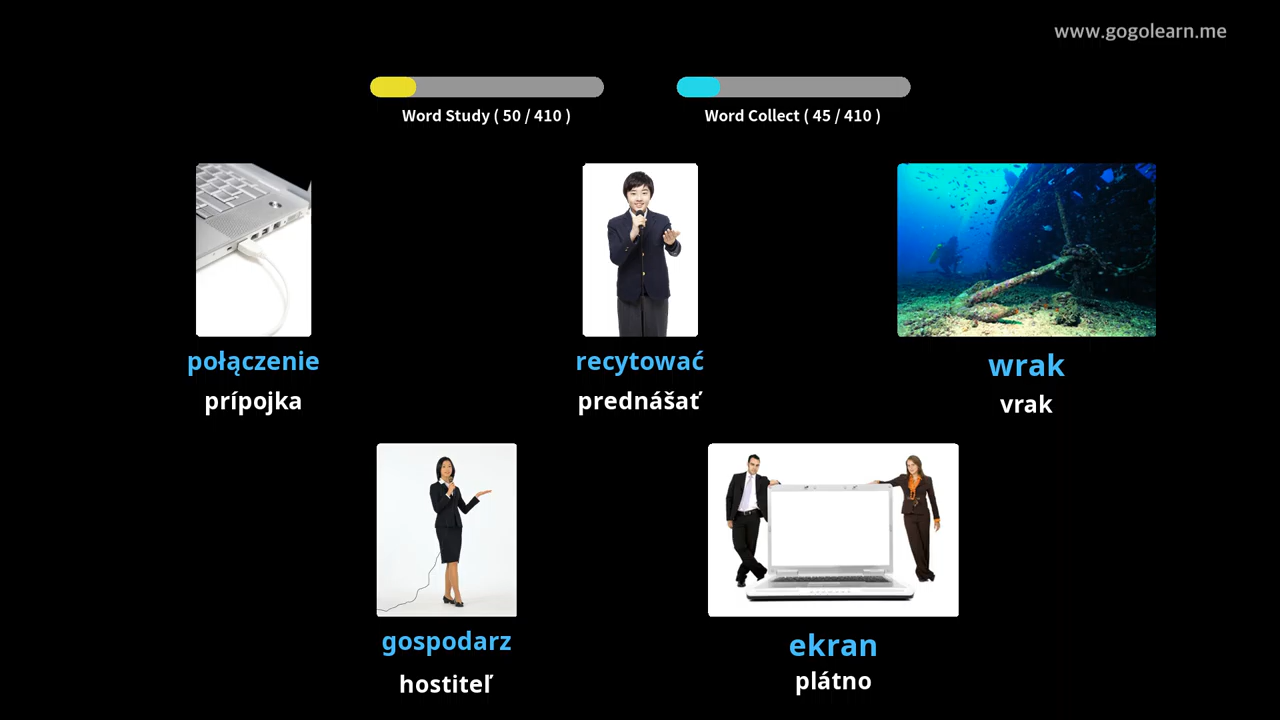 www.gogolearn.me
Word Study ( 50 / 410 )
Word Collect ( 45 / 410 )
połączenie
prípojka
recytować
prednášať
wrak
vrak
gospodarz
hostiteľ
ekran
plátno